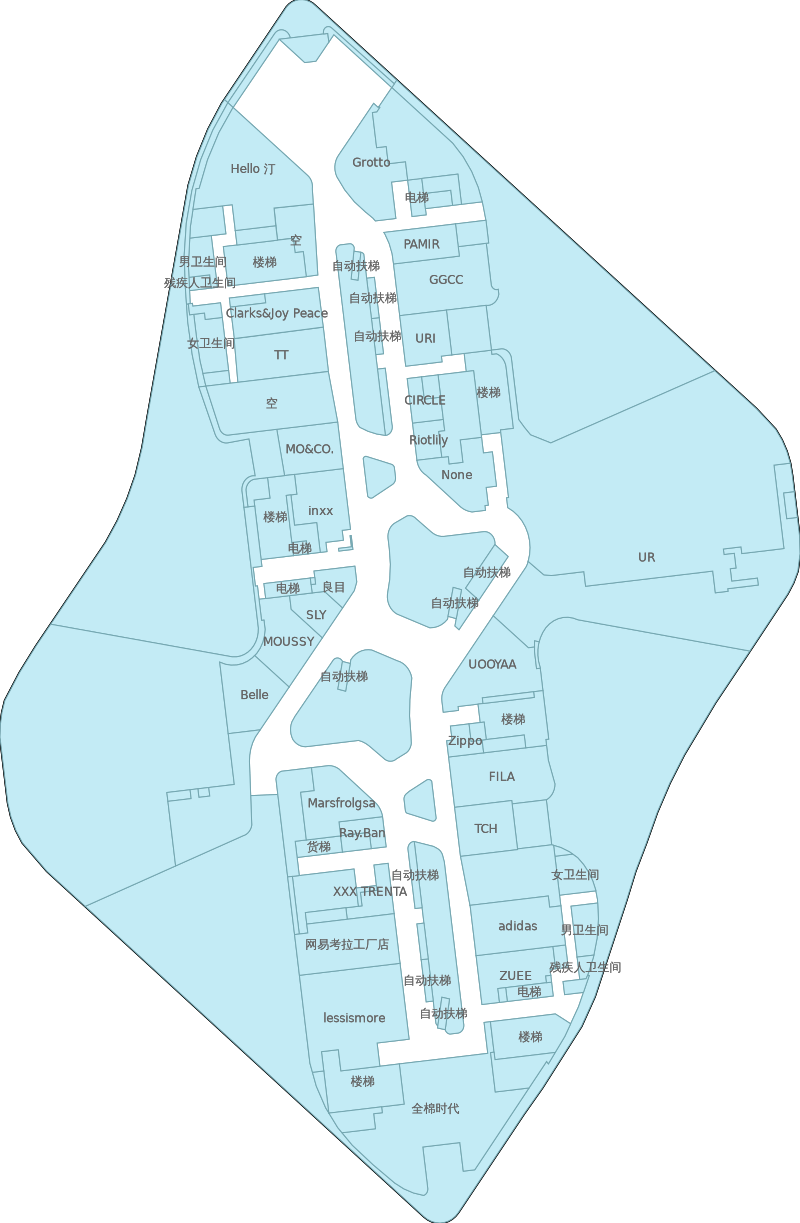 Grotto
Hello 汀
电梯
空
PAMIR
男卫生间
楼梯
自动扶梯
GGCC
残疾人卫生间
自动扶梯
Clarks&Joy Peace
自动扶梯
URI
女卫生间
TT
楼梯
CIRCLE
空
Riotlily
MO&CO.
None
inxx
楼梯
电梯
UR
自动扶梯
电梯
良目
自动扶梯
SLY
MOUSSY
UOOYAA
自动扶梯
Belle
楼梯
Zippo
FILA
Marsfrolgsa
TCH
Ray.Ban
货梯
自动扶梯
女卫生间
XXX TRENTA
adidas
男卫生间
网易考拉工厂店
残疾人卫生间
ZUEE
自动扶梯
电梯
自动扶梯
lessismore
楼梯
楼梯
全棉时代